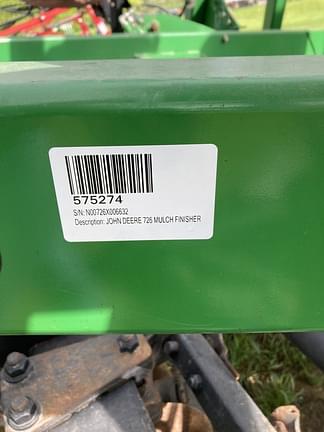 575274
S/N: N00726X006632
Description: JOHN DEERE 726 MULCH FINISHER